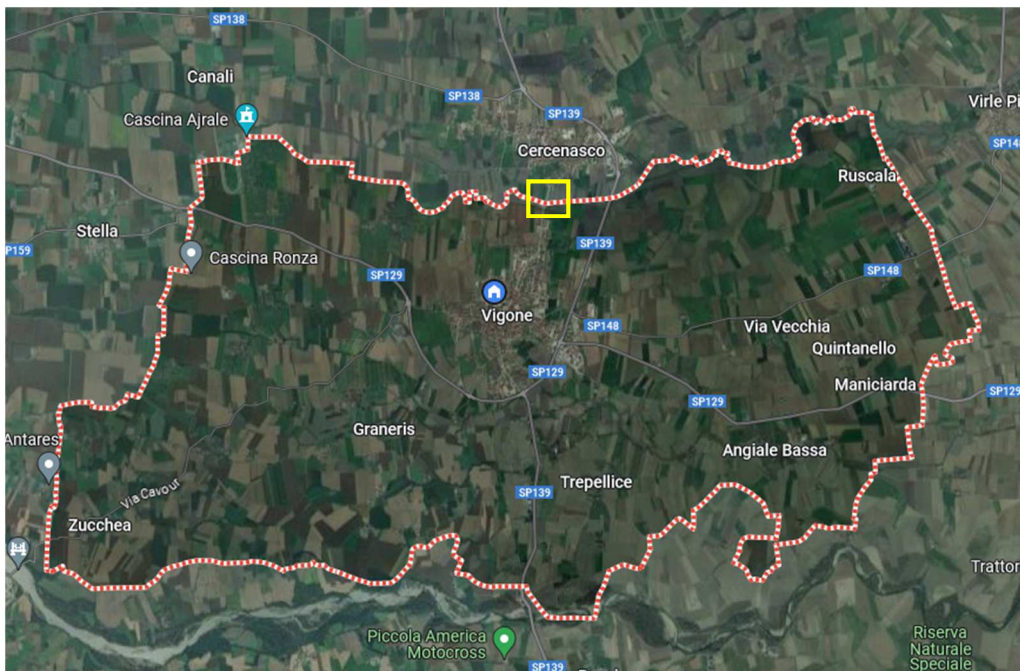 SP138
Canali
SP138
Virle Pi
Cascina Ajrale
SP139
SP148
Cercenasco
Ruscala
Stella
SP139
P159
Cascina Ronza
SP129
SP148
Vigone
SP148
Via Vecchia
Quintanello
SP129
Maniciarda
SP129
SP129
Graneris
Antares
Angiale Bassa
Trepellice
Via Cavour
SP139
Zucchea
Trattor
Piccola America
Motocross
Riserva
Naturale
Speciale
SP139